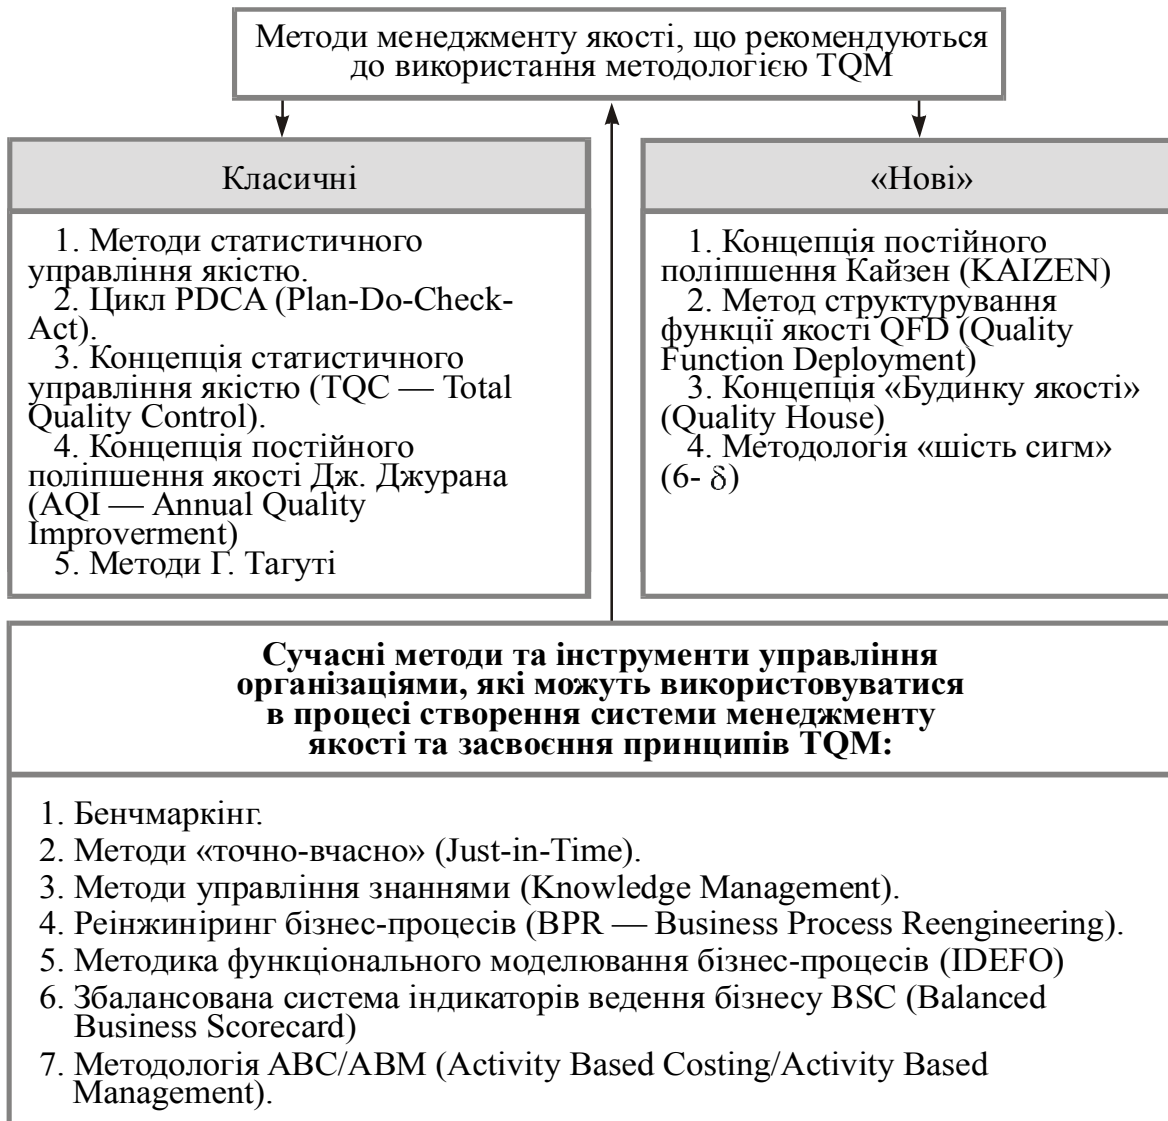 Методи менеджменту якості, що рекомендуються
до використання методологією TQM
Класичні
1. Методи статистичного
управління якістю.
2. Цикл PDCA (Plan-Do-Check-
Act).
3. Концепція статистичного
управління якістю (TQC — Total
Quality Control).
4. Концепція постійного
поліпшення якості Дж. Джурана
(AQI — Annual Quality
Improverment)
5. Методи Г. Тагуті
«Нові»
1. Концепція постійного
поліпшення Кайзен (KAIZEN)
2. Метод структурування
функції якості QFD (Quality
Function Deployment)
3. Концепція «Будинку якості»
(Quality House)
4. Методологія «шість сигм»
(6- δ)
Сучасні методи та інструменти управління
організаціями, які можуть використовуватися
в процесі створення системи менеджменту
якості та засвоєння принципів TQM:
1. Бенчмаркінг.
2. Методи «точно-вчасно» (Just-in-Time).
3. Методи управління знаннями (Knowledge Management).
4. Реінжиніринг бізнес-процесів (BPR — Business Process Reengineering).
5. Методика функціонального моделювання бізнес-процесів (IDEFO)
6. Збалансована система індикаторів ведення бізнесу BSC (Balanced
Business Scorecard)
7. Методологія ABC/ABM (Activity Based Costing/Activity Based
Management).